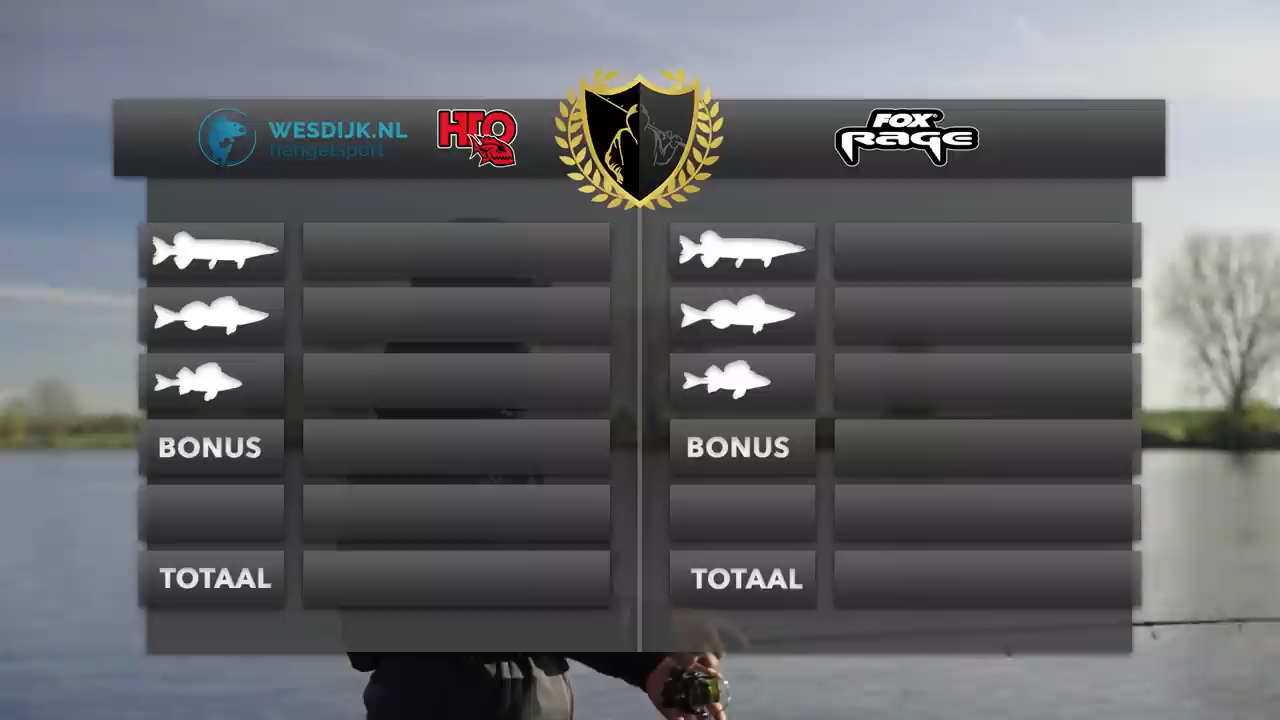 WESDIJK.NL
hengelsport
HTO
FOX
RAGE
BONUS
BONUS
TOTAAL
TOTAAL